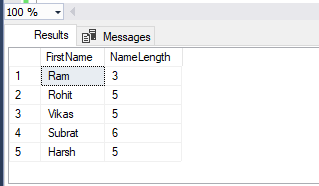 100 %
Results Messages
FirstName NameLength
1 Ram 3
2 Rohit 5
3 Vikas 5
4 Subrat 6
5 Harsh 5